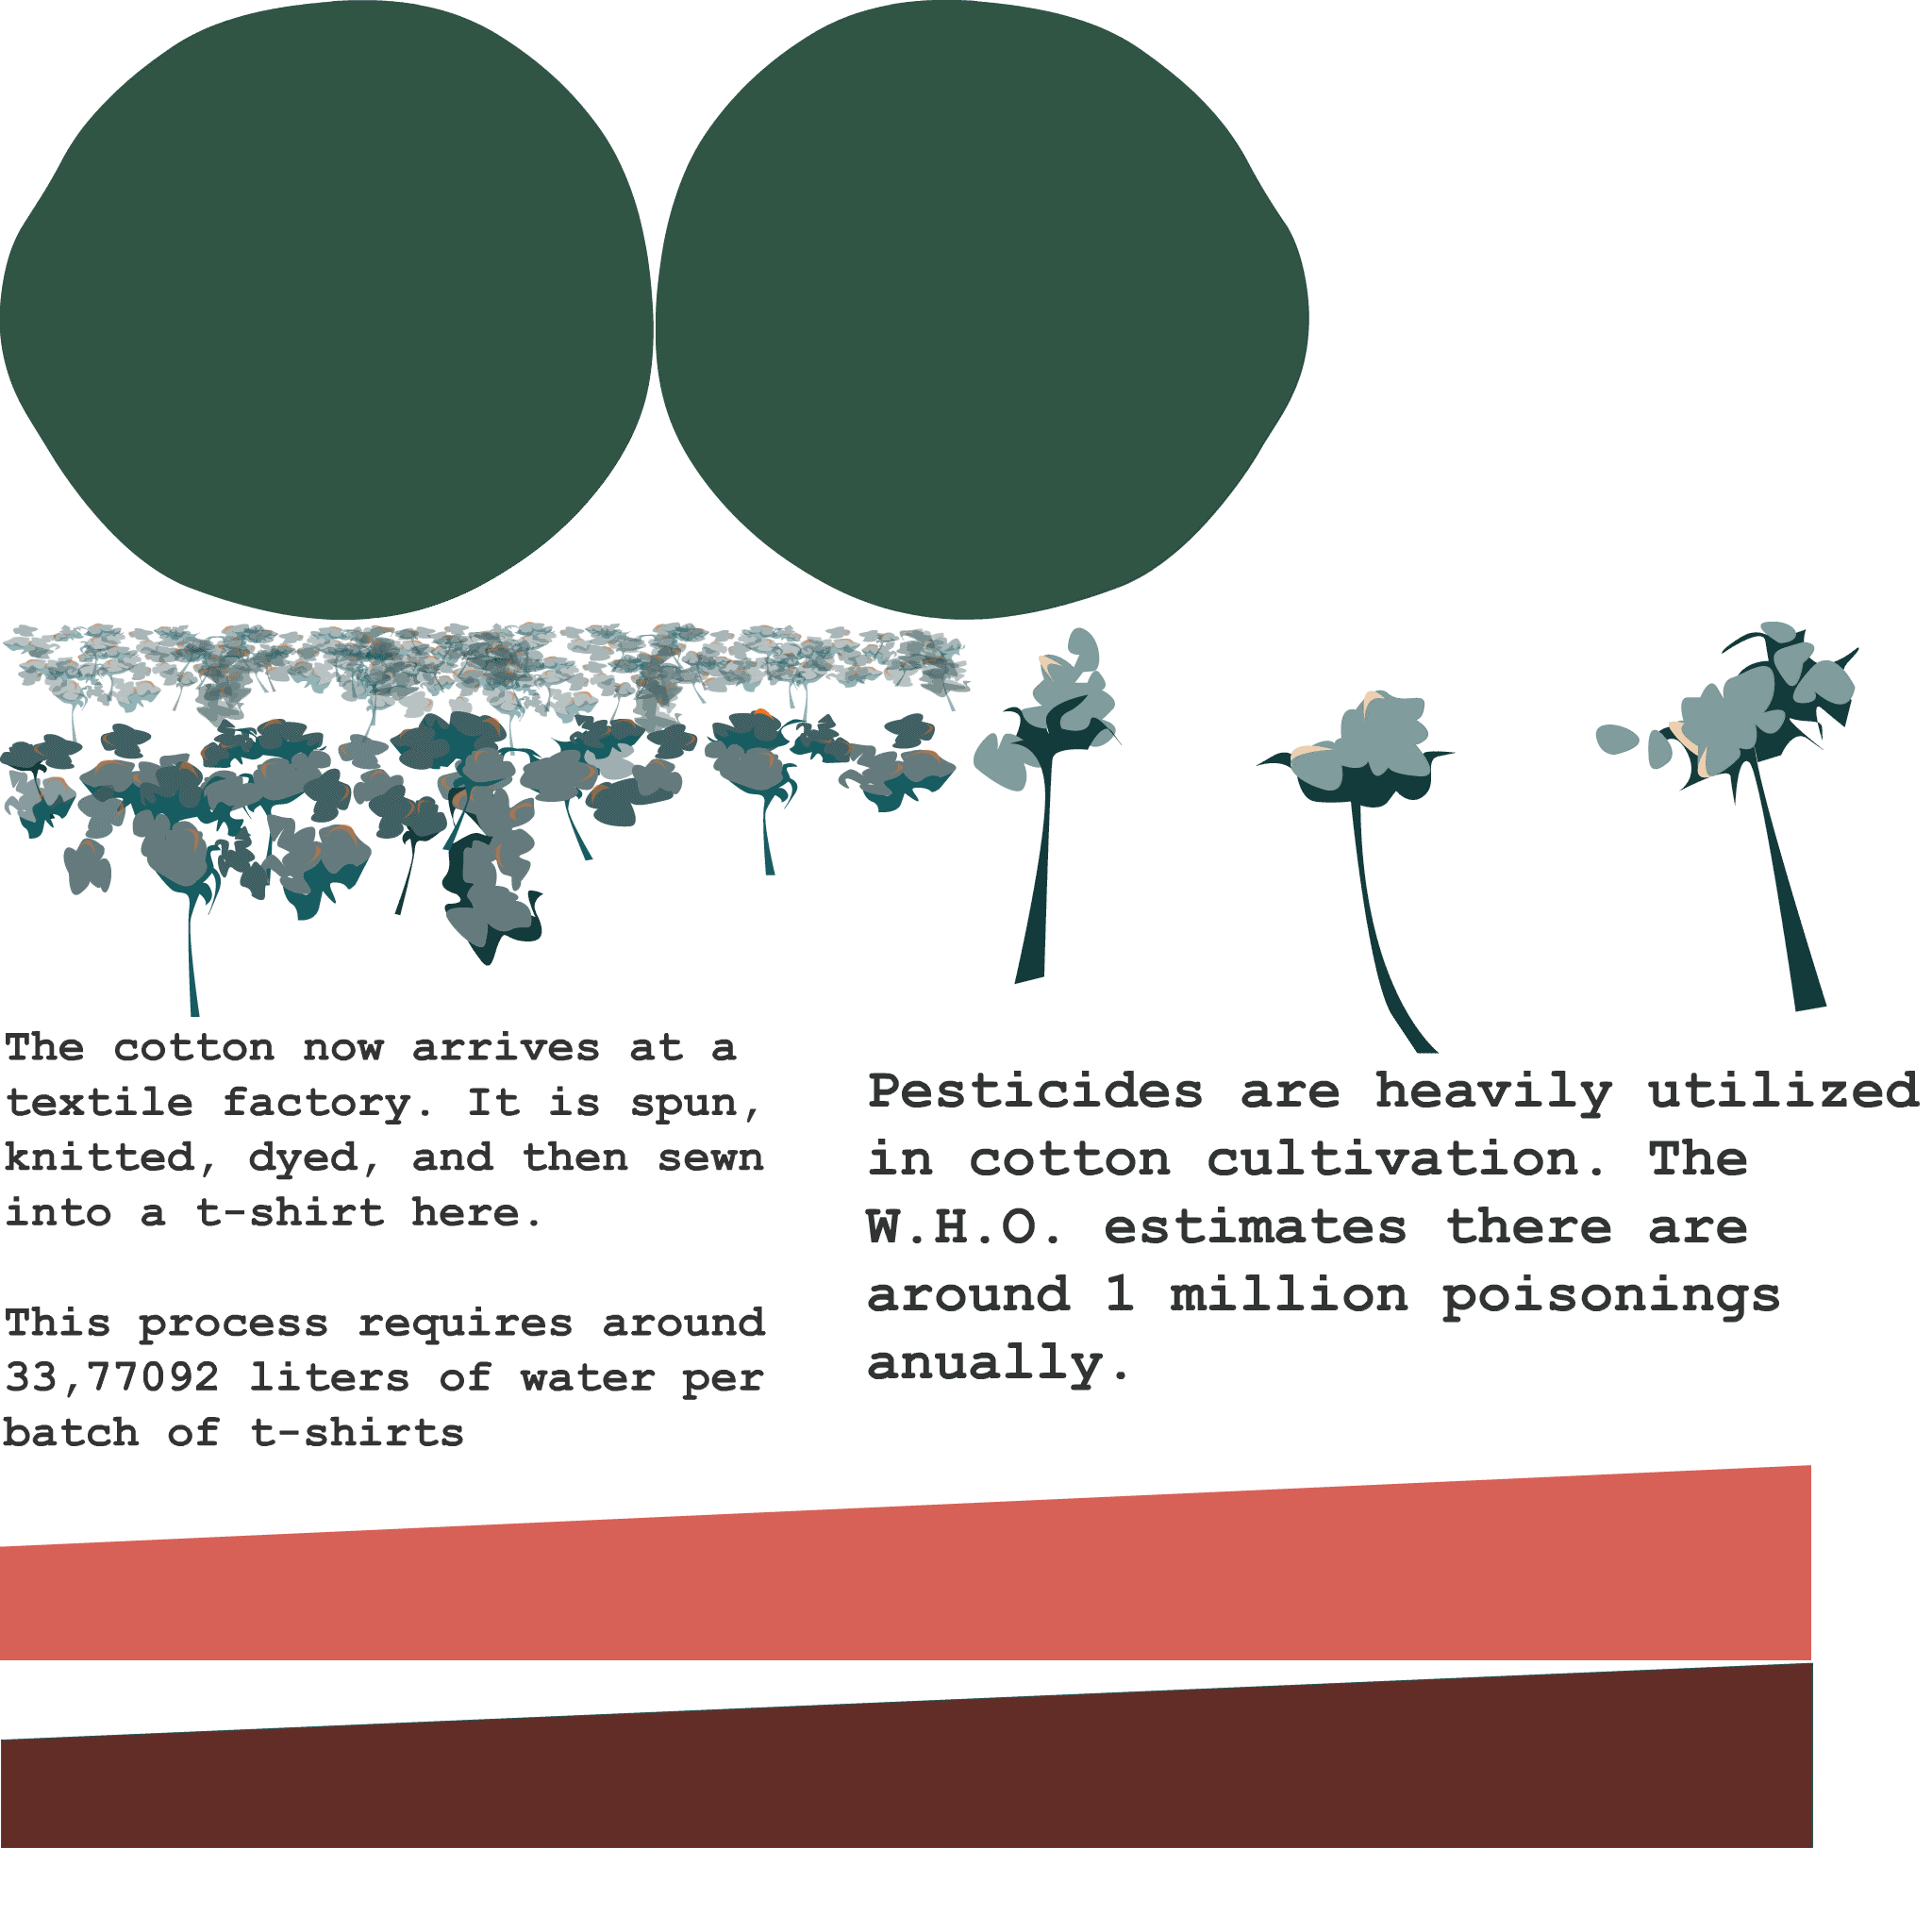 The cotton now arrives at a
textile factory. It is spun,
knitted, dyed, and then sewn
into a t-shirt here.
This process requires around
33,77092 liters of water per
batch of t-shirts
Pesticides are heavily utilized
in cotton cultivation. The
W.H.O. estimates there are
around 1 million poisonings
anually.